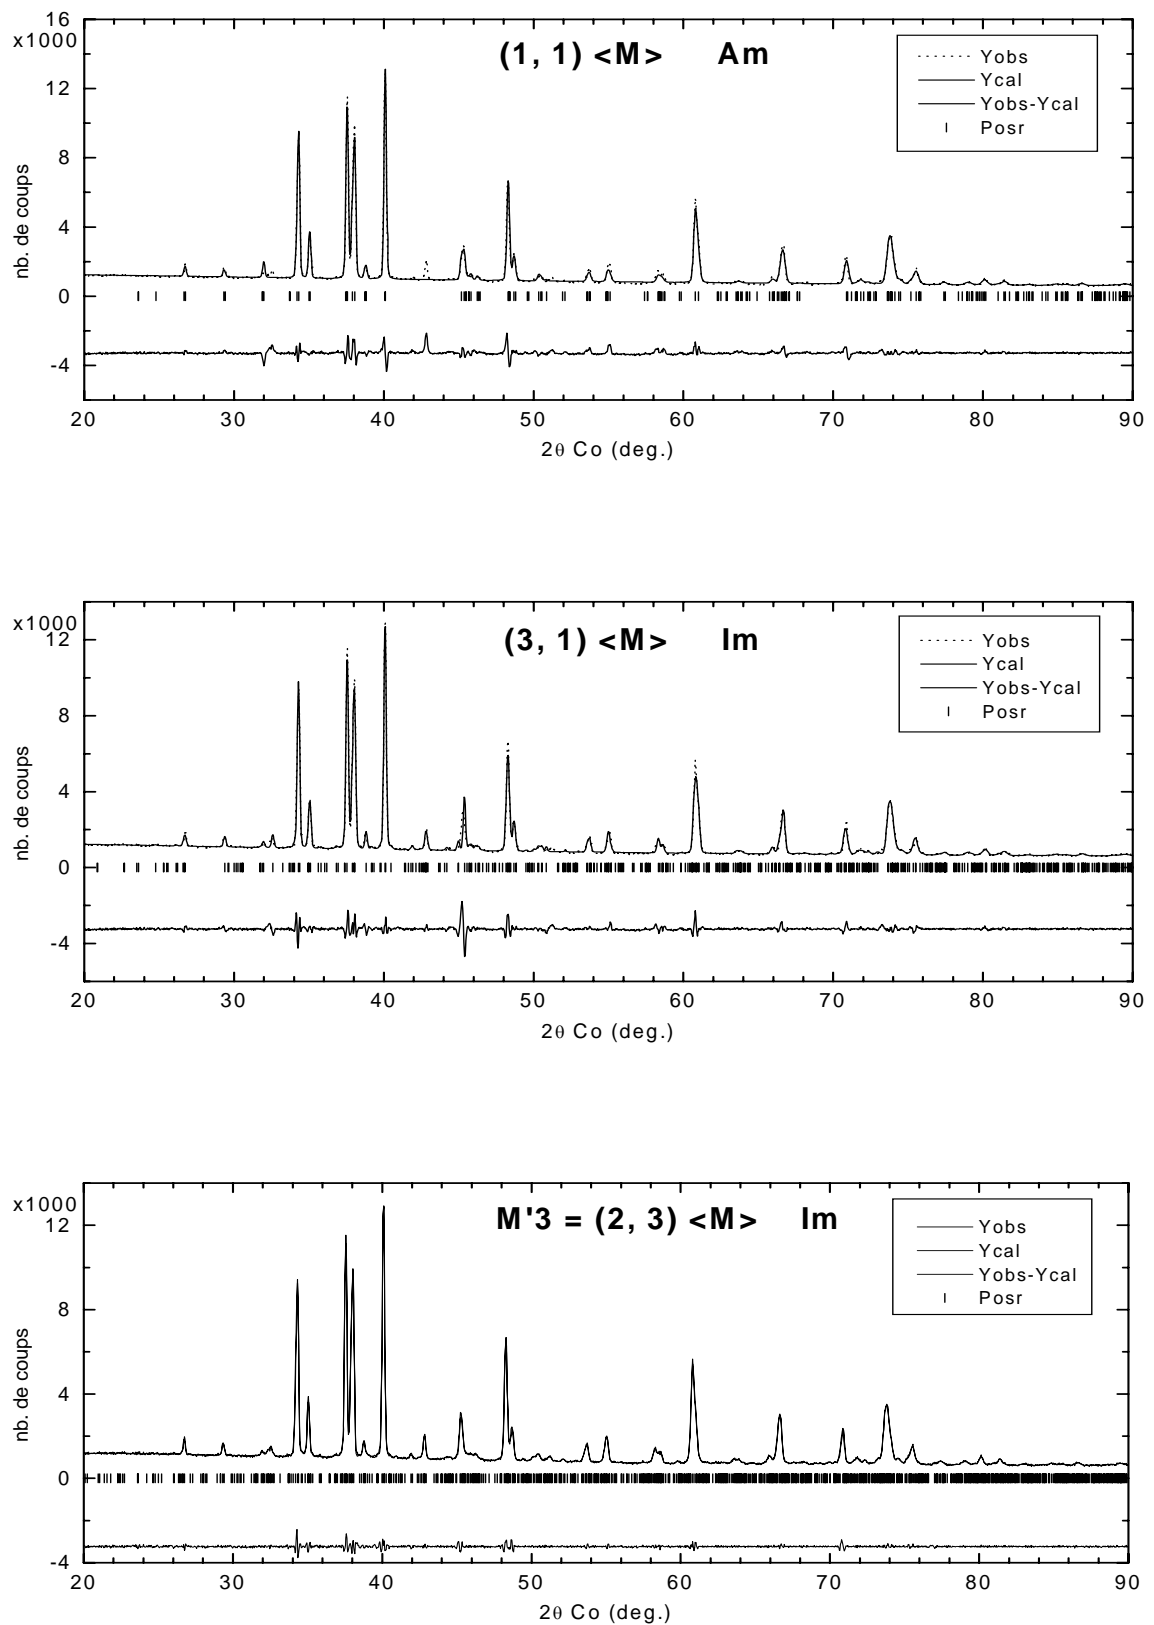 16
x1000
(1, 1) <M> Am
Yobs
Ycal
Yobs-Ycal
Posr
12
8
4
0
-4
nb. de coups
20 30 40 50 60 70 80 90
2θ Co (deg.)
x1000
(3, 1) <M> Im
Yobs
Ycal
Yobs-Ycal
Posr
12
8
4
0
-4
nb. de coups
20 30 40 50 60 70 80 90
2θ Co (deg.)
x1000
M'3 = (2, 3) <M> Im
Yobs
Ycal
Yobs-Ycal
Posr
12
8
4
0
-4
nb. de coups
20 30 40 50 60 70 80 90
2θ Co (deg.)